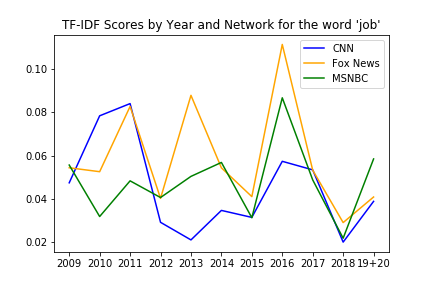 TF-IDF Scores by Year and Network for the word 'job'
CNN
Fox News
MSNBC
0.10
0.08
0.06
0.04
0.02
2009 2010 2011 2012 2013 2014 2015 2016 2017 2018 19+20